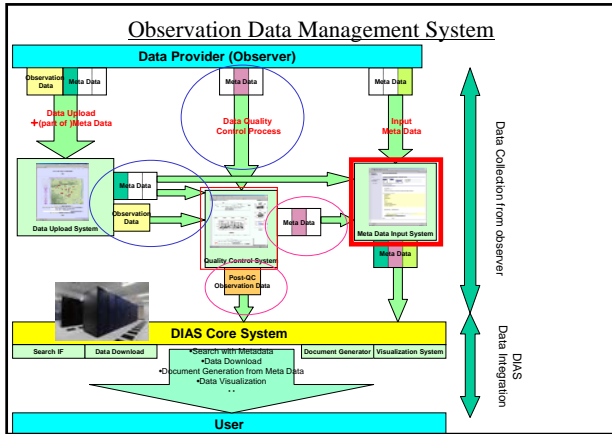 Observation Data Management System
Data Provider (Observer)
Observation
Data
Meta Data
Meta Data
Meta Data
Data Upload
+(part of )Meta Data
Data Quality
Control Process
Input
Meta Data
Meta Data
Observation
Data
Meta Data
Data Upload System
Quality Control System
Meta Data Input System
Meta Data
Post-QC
Observation Data
Data Collection from observer
DIAS Core System
Search IF
Data Download
Document Generator
Visualization System
•Search with Metadata
•Data Download
•Document Generation from Meta Data
•Data Visualization
DIAS
Data Integration
User